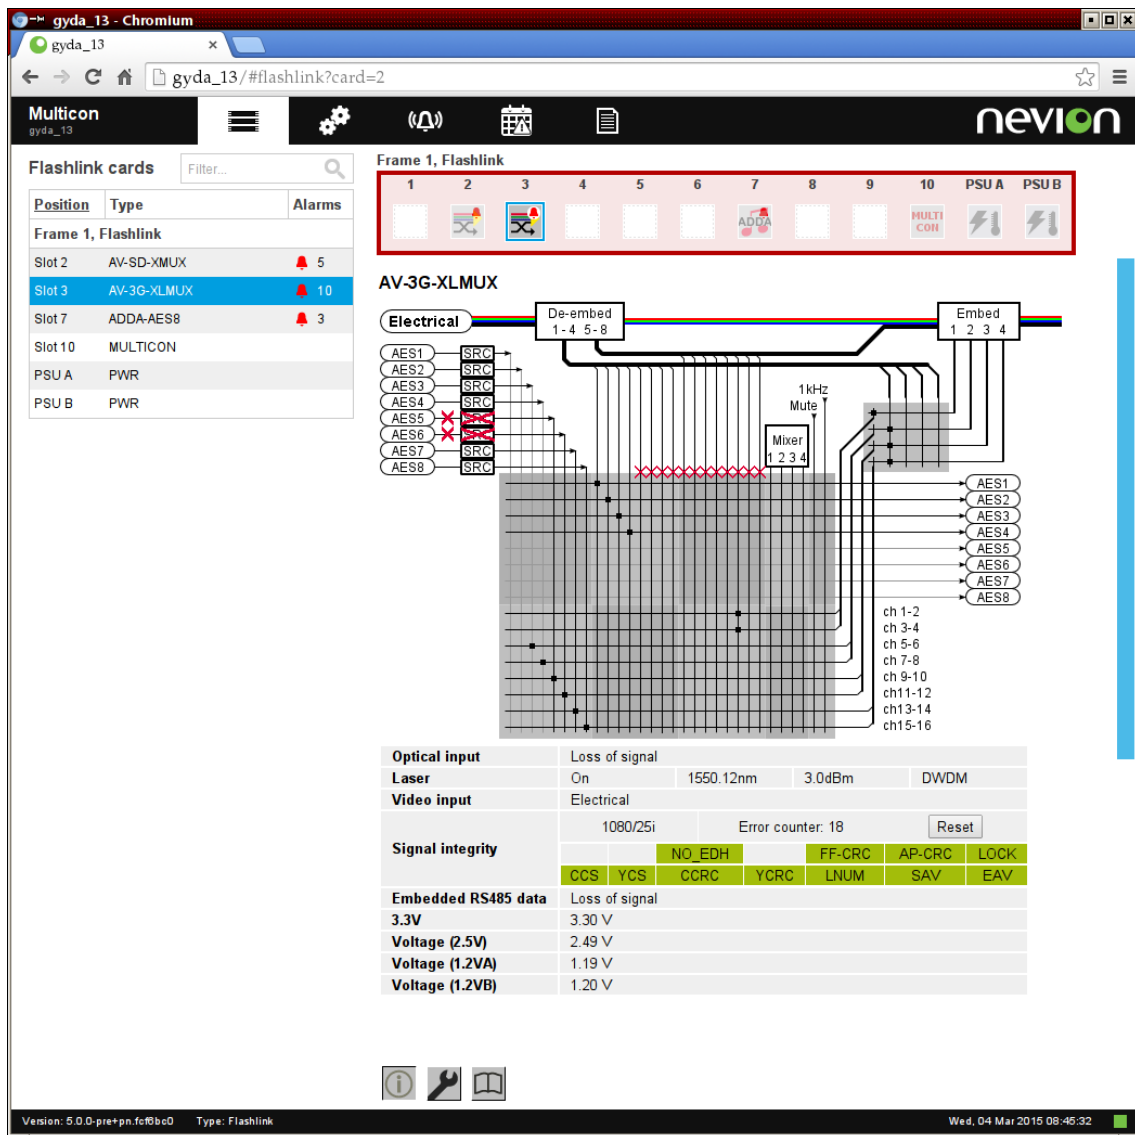 gyda_13 - Chromium
gyda_13
gyda_13/#flashlink?card=2
Multicon
gyda_13
nevion
Flashlink cards
Filter...
Position Type Alarms
Frame 1, Flashlink
Slot 2 AV-SD-XMUX 5
Slot 3 AV-3G-XLMUX 10
Slot 7 ADDA-AES8 3
Slot 10 MULTICON
PSU A PWR
PSU B PWR
Frame 1, Flashlink
1 2 3 4 5 6 7 8 9 10 PSU A PSU B
ADDA
MULTI
CON
AV-3G-XLMUX
Electrical
De-embed
1-4 5-8
Embed
1 2 3 4
AES1 SRC
AES2 SRC
AES3 SRC
AES4 SRC
AES5
AES6
AES7 SRC
AES8 SRC
1kHz
Mute
Mixer
1 2 3 4
AES1
AES2
AES3
AES4
AES5
AES6
AES7
AES8
ch 1-2
ch 3-4
ch 5-6
ch 7-8
ch 9-10
ch11-12
ch13-14
ch15-16
Optical input Loss of signal
Laser On 1550.12nm 3.0dBm DWDM
Video input Electrical
Signal integrity
1080/25i Error counter: 18 Reset
NO_EDH FF-CRC AP-CRC LOCK
CCS YCS CCRC YCRC LNUM SAV EAV
Embedded RS485 data Loss of signal
3.3V 3.30 V
Voltage (2.5V) 2.49 V
Voltage (1.2VA) 1.19 V
Voltage (1.2VB) 1.20 V
Version: 5.0.0-pre+pn.fcf6bc0 Type: Flashlink
Wed, 04 Mar 2015 08:45:32